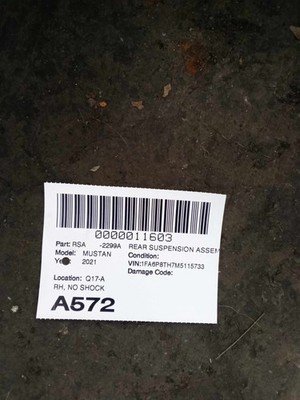 0000011603
Part: RSA -2299A REAR SUSPENSION ASSEM
Model: MUSTAN Condition:
2021 VIN:1FA6P8TH7M5115733
Damage Code:
Location: Q17-A
RH, NO SHOCK
A572